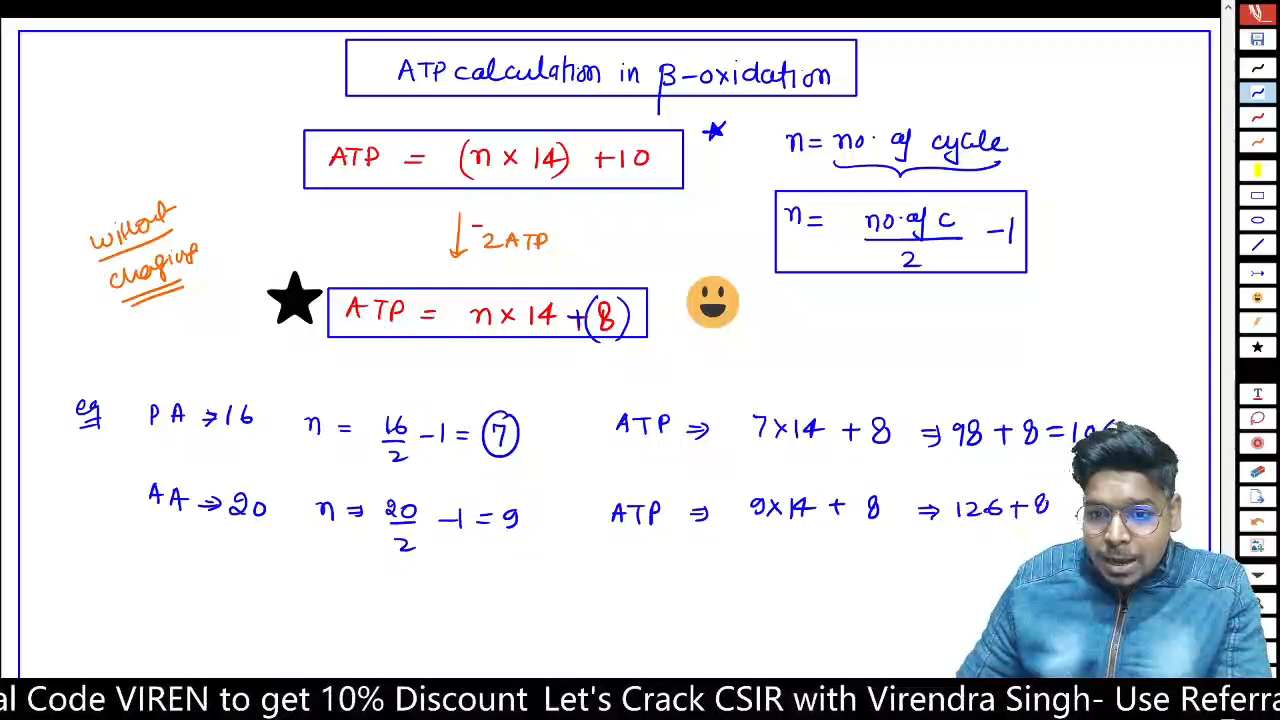 ATP calculation in β-oxidation
ATP = (n × 14) + 10
n = no. of cycle
n = no. of C / 2 - 1
without
charging
-2 ATP
ATP = n × 14 + (8)
eg PA → 16 n = 16/2 - 1 = 7 ATP ⇒ 7 × 14 + 8 ⇒ 98 + 8 =
AA → 20 n ⇒ 20/2 - 1 = 9 ATP ⇒ 9 × 14 + 8 ⇒ 126 + 8
al Code VIREN to get 10% Discount Let's Crack CSIR with Virendra Singh- Use Referra